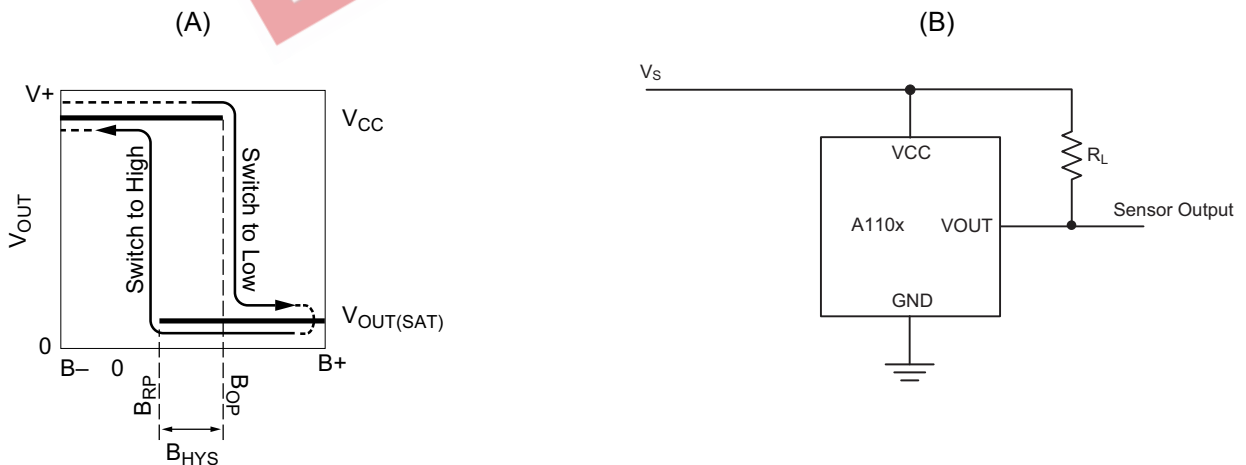 (A)
V+
VCC
Switch to High
Switch to Low
VOUT
VOUT(SAT)
0
B– 0 B+
BRP
BOP
BHYS
(B)
VS
VCC
RL
A110x VOUT
Sensor Output
GND